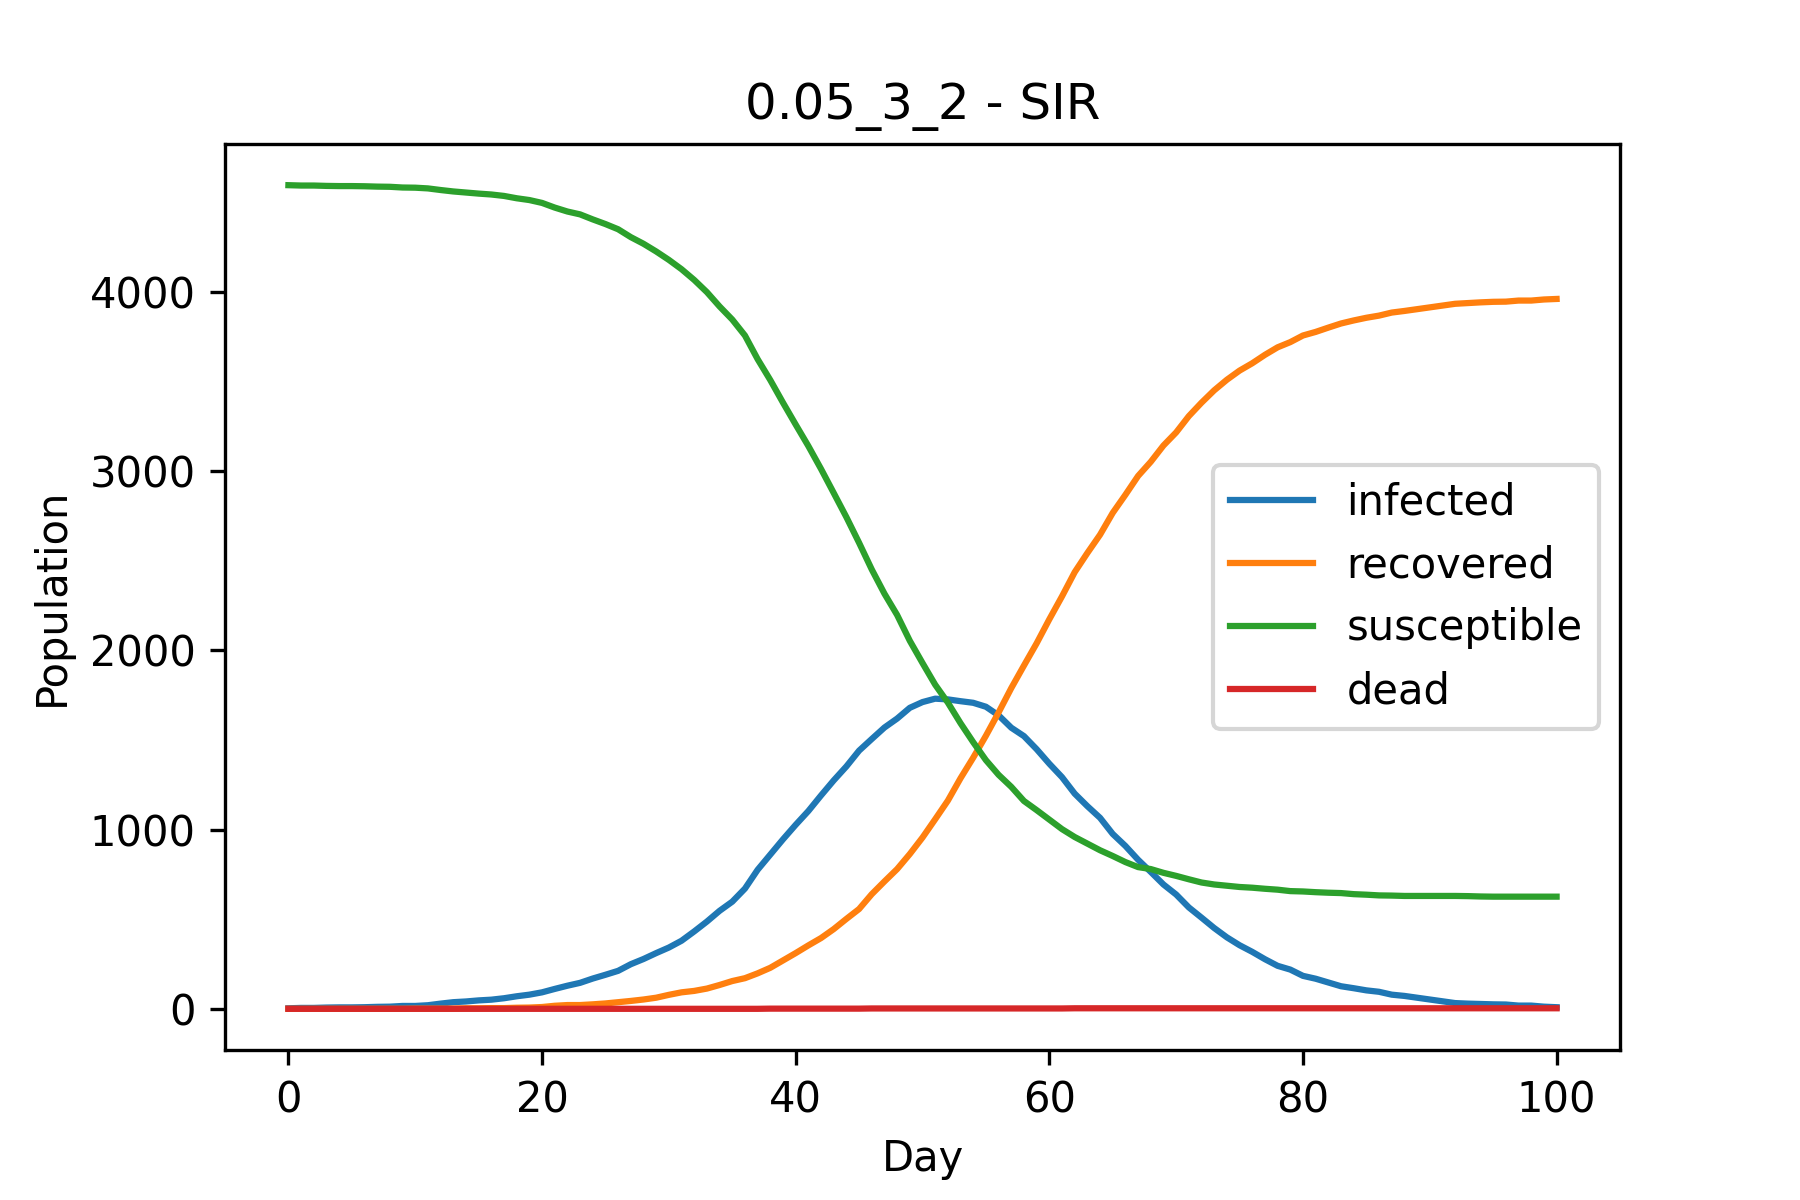 0.05_3_2 - SIR
Population
4000
3000
2000
1000
0
infected
recovered
susceptible
dead
0 20 40 60 80 100
Day